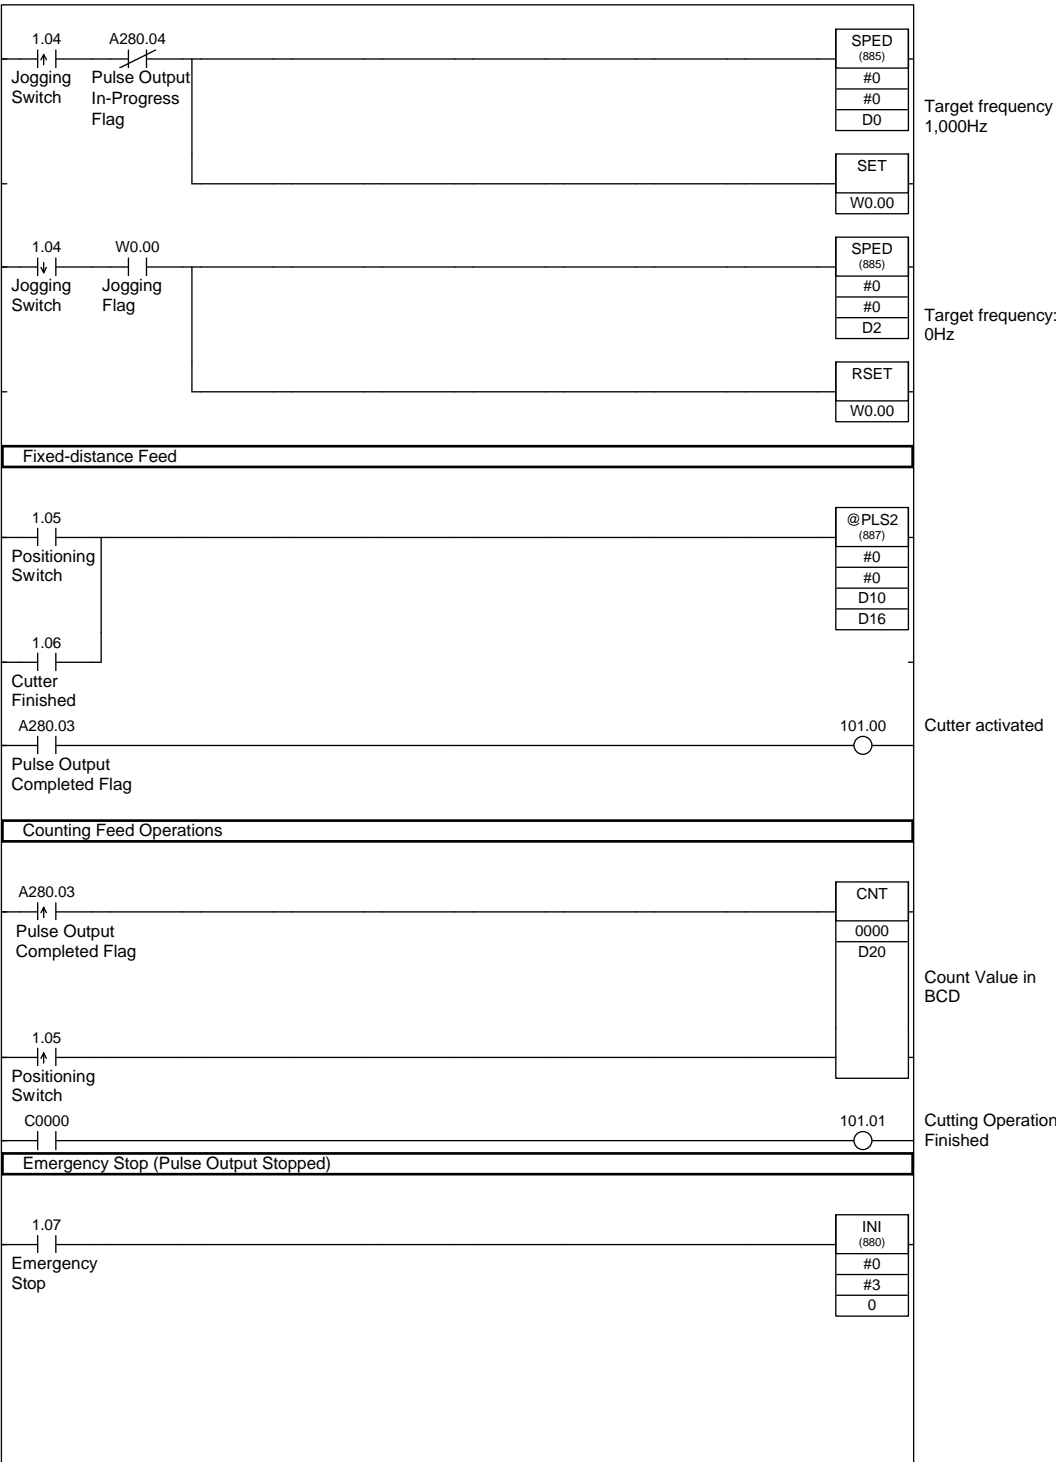 1.04 A280.04 SPED
(885)
Jogging Pulse Output #0
Switch In-Progress #0
Flag D0
Target frequency
1,000Hz
SET
W0.00
1.04 W0.00 SPED
(885)
Jogging Jogging #0
Switch Flag #0
D2
Target frequency:
0Hz
RSET
W0.00
Fixed-distance Feed
1.05 @PLS2
(887)
Positioning #0
Switch #0
D10
D16
1.06
Cutter
Finished
A280.03 101.00 Cutter activated
Pulse Output
Completed Flag
Counting Feed Operations
A280.03 CNT
Pulse Output 0000
Completed Flag D20
Count Value in
BCD
1.05
Positioning
Switch
C0000 101.01 Cutting Operation
Finished
Emergency Stop (Pulse Output Stopped)
1.07 INI
(880)
Emergency #0
Stop #3
0